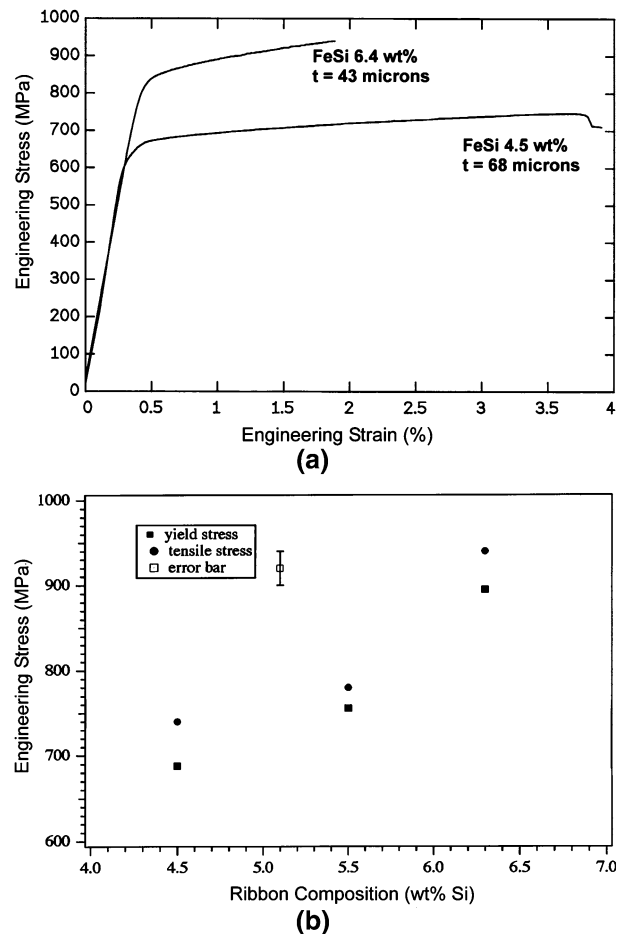 1000
900
800
700
600
500
400
300
200
100
0
Engineering Stress (MPa)
FeSi 6.4 wt%
t = 43 microns
FeSi 4.5 wt%
t = 68 microns
0 0.5 1 1.5 2 2.5 3 3.5 4
Engineering Strain (%)
(a)
1000
900
800
700
600
Engineering Stress (MPa)
yield stress
tensile stress
error bar
4.0 4.5 5.0 5.5 6.0 6.5 7.0
Ribbon Composition (wt% Si)
(b)